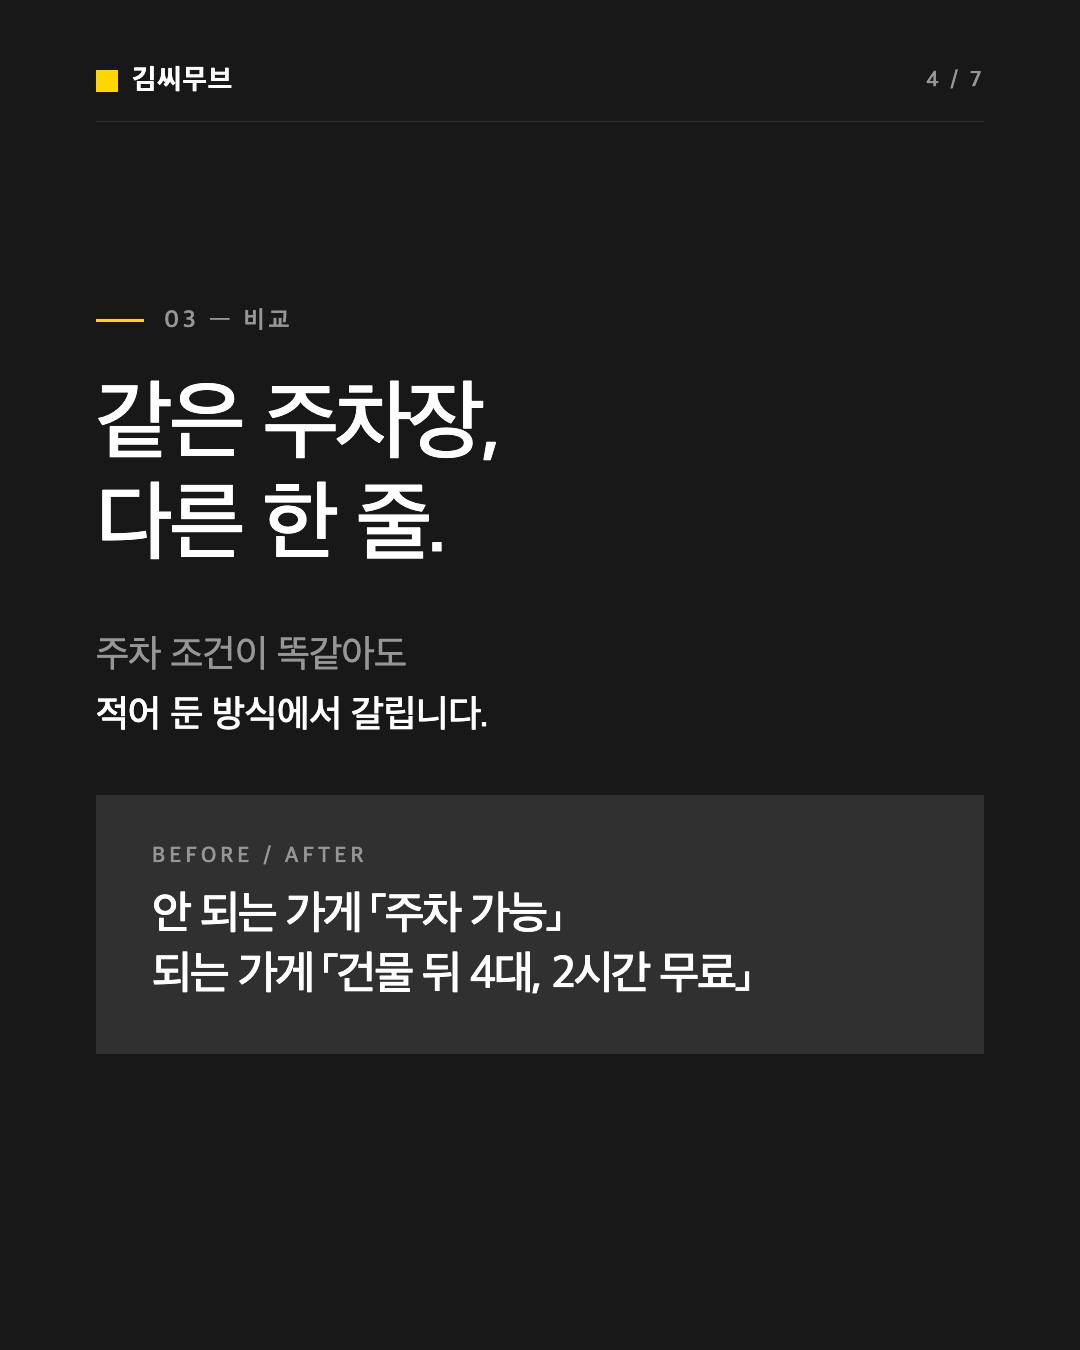 김씨무브
4 / 7
03 — 비교
같은 주차장,
다른 한 줄.
주차 조건이 똑같아도
적어 둔 방식에서 갈립니다.
BEFORE / AFTER
안 되는 가게 「주차 가능」
되는 가게 「건물 뒤 4대, 2시간 무료」